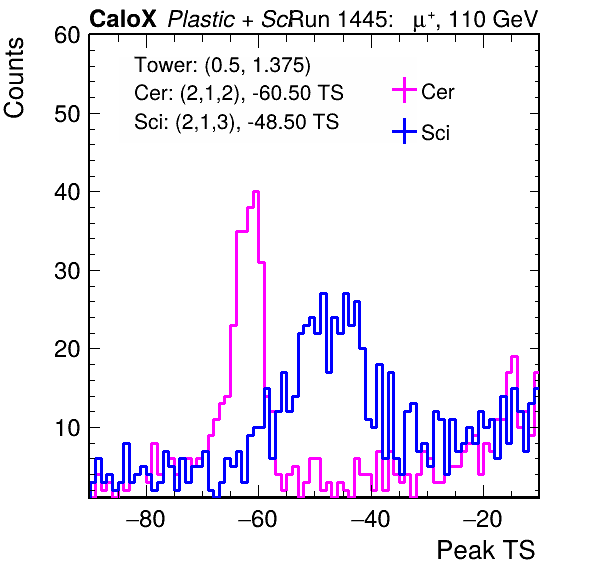 CaloX Plastic + Sci Run 1445: μ⁺, 110 GeV
Counts
60
50
40
30
20
10
Tower: (0.5, 1.375)
Cer: (2,1,2), -60.50 TS
Sci: (2,1,3), -48.50 TS
Cer
Sci
−80 −60 −40 −20
Peak TS